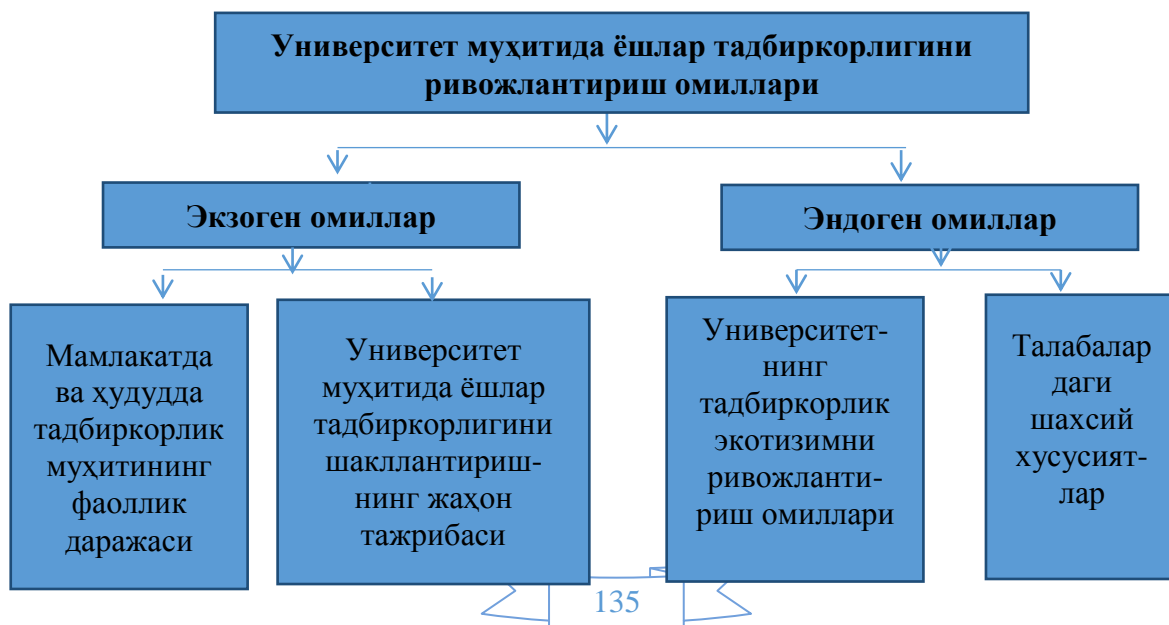 Университет муҳитида ёшлар тадбиркорлигини
ривожлантириш омиллари
Экзоген омиллар
Эндоген омиллар
Мамлакатда
ва ҳудудда
тадбиркорлик
муҳитининг
фаоллик
даражаси
Университет
муҳитида ёшлар
тадбиркорлигини
шакллантириш-
нинг жаҳон
тажрибаси
Университет-
нинг
тадбиркорлик
экотизимни
ривожланти-
риш омиллари
Талабалар
даги
шахсий
хусусият-
лар
135